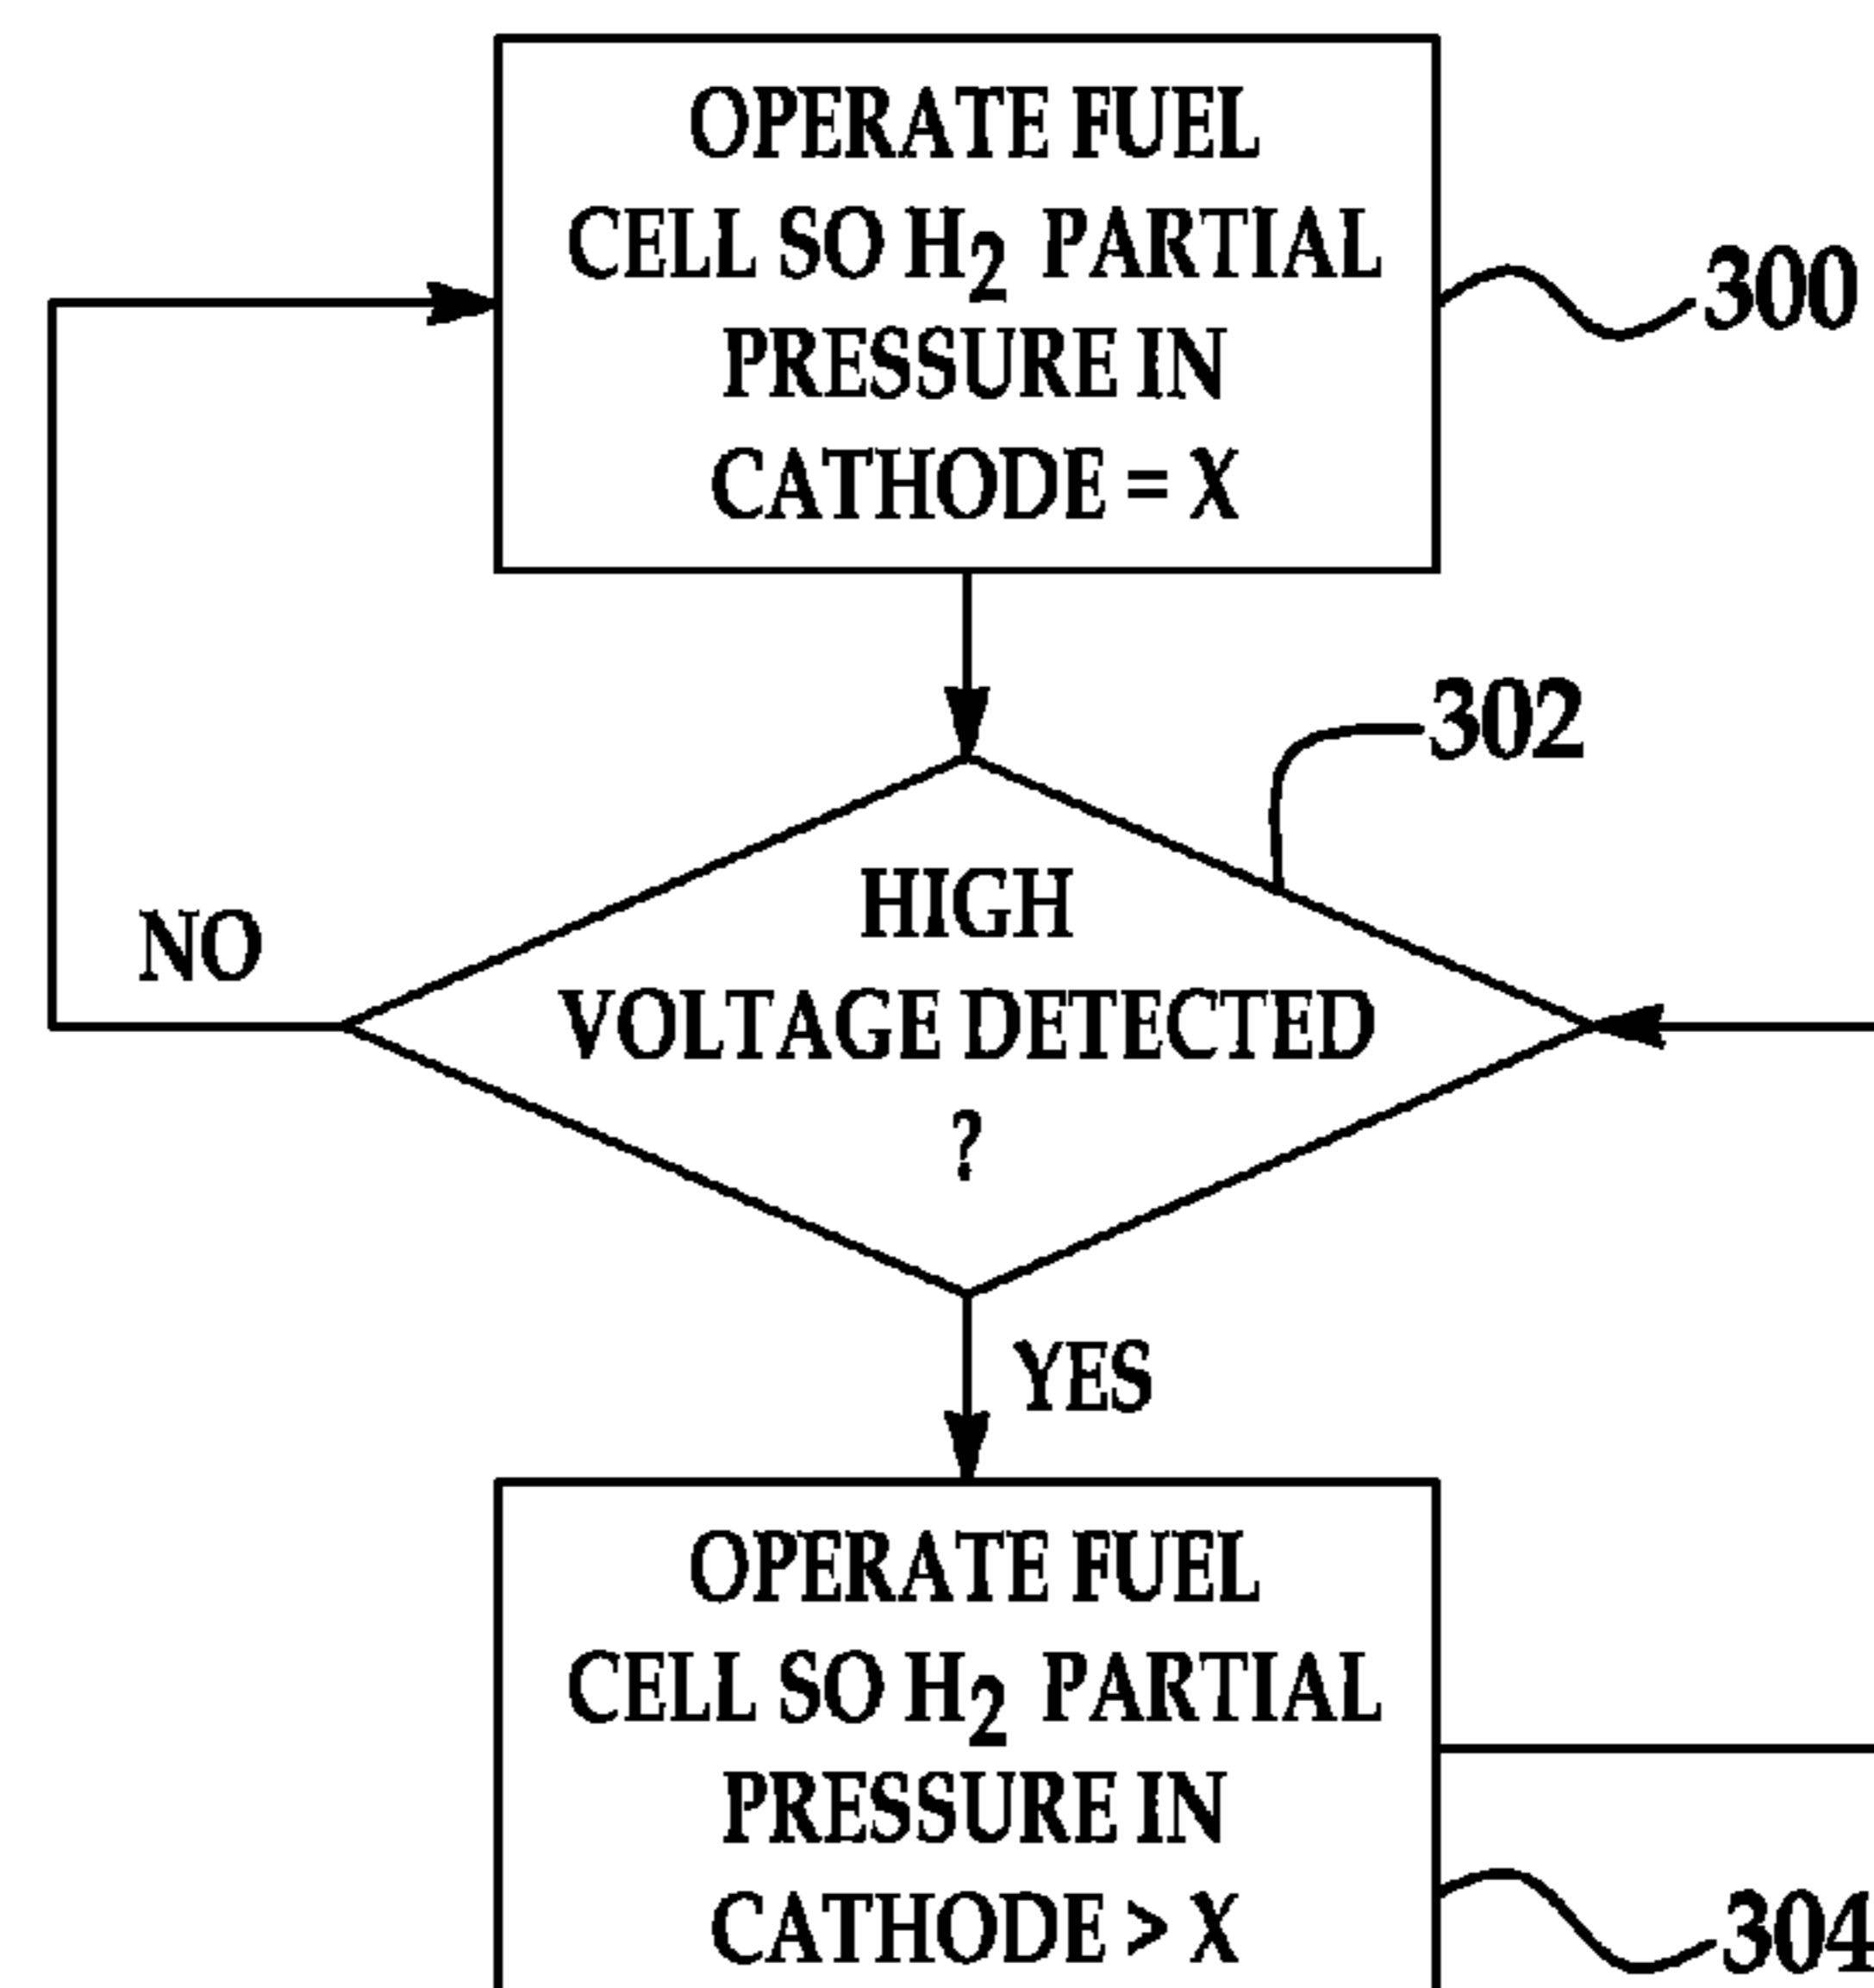 OPERATE FUEL
CELL SO H₂ PARTIAL
PRESSURE IN
CATHODE = X
300
302
HIGH
VOLTAGE DETECTED
?
NO
YES
OPERATE FUEL
CELL SO H₂ PARTIAL
PRESSURE IN
CATHODE > X
304